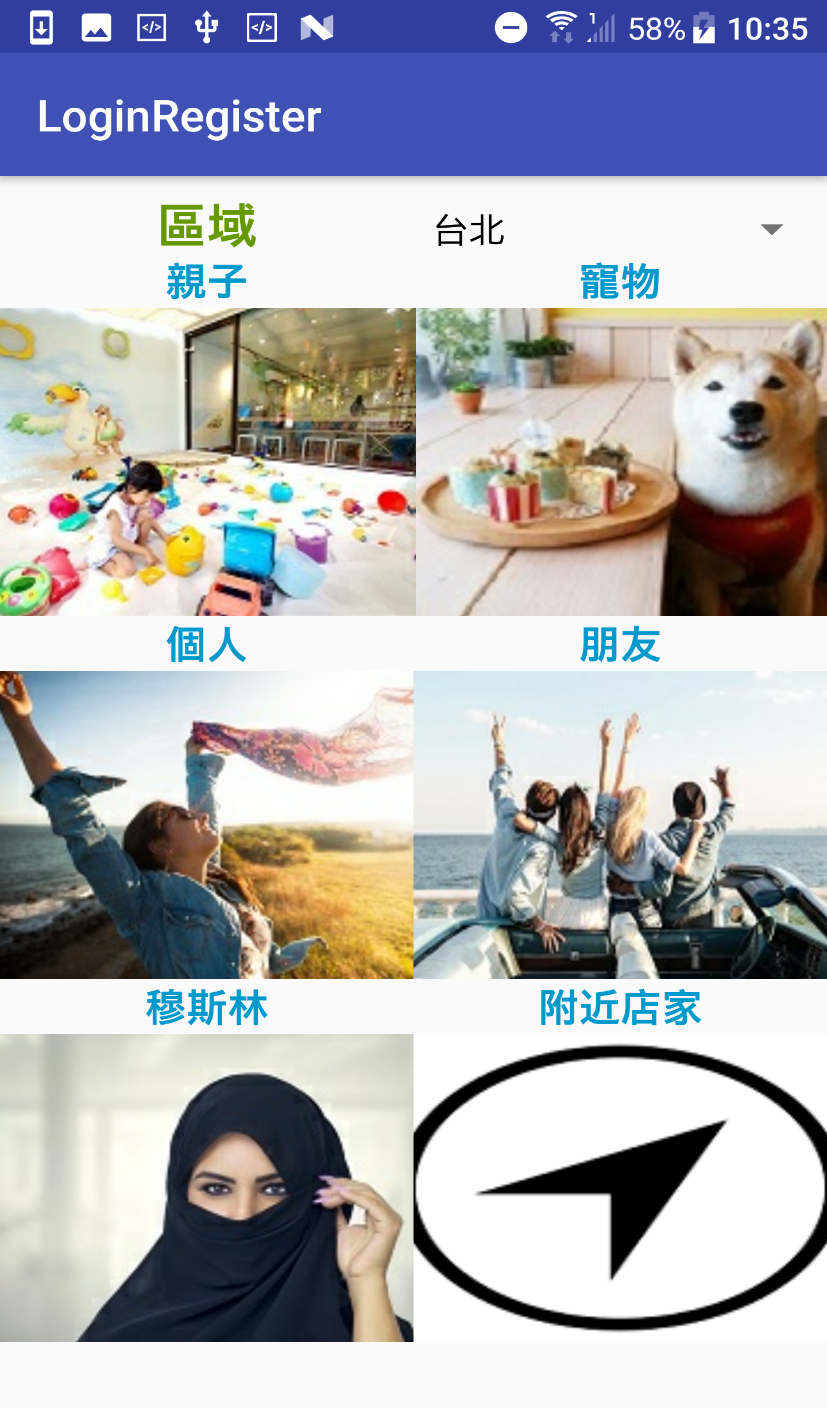 58% 10:35
LoginRegister
區域 台北
親子 寵物
個人 朋友
穆斯林 附近店家